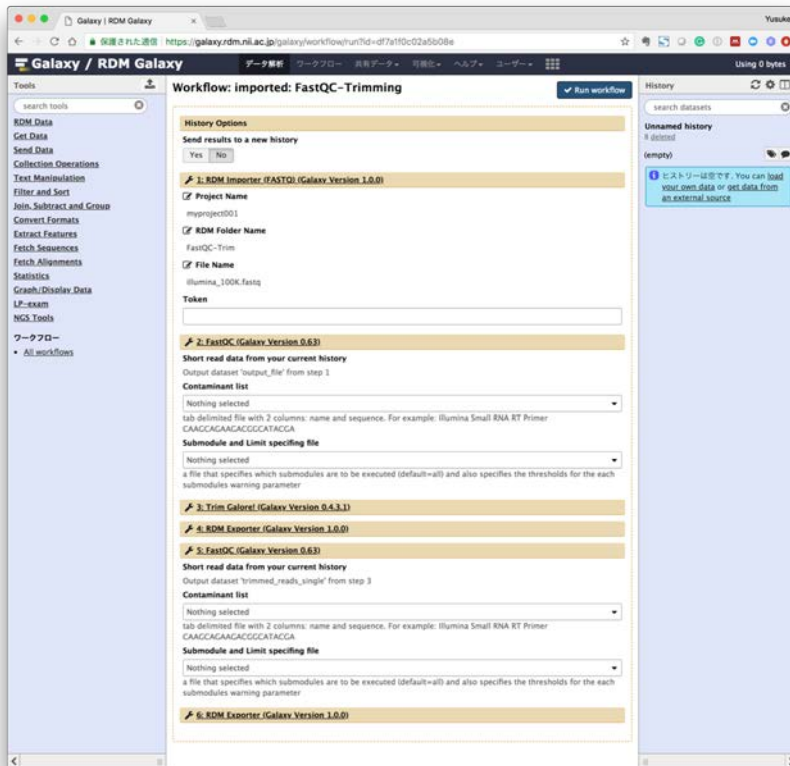 Galaxy | RDM Galaxy
Yusuke
保護された通信 https://galaxy.rdm.nii.ac.jp/galaxy/workflow/run?id=df7a1f0c02a5b08e
Galaxy / RDM Galaxy
データ解析 ワークフロー 共有データ 可視化 ヘルプ ユーザー
Using 0 bytes
Tools
search tools
RDM Data
Get Data
Send Data
Collection Operations
Text Manipulation
Filter and Sort
Join, Subtract and Group
Convert Formats
Extract Features
Fetch Sequences
Fetch Alignments
Statistics
Graph/Display Data
LP-exam
NGS Tools
ワークフロー
All workflows
Workflow: imported: FastQC-Trimming
Run workflow
History Options
Send results to a new history
Yes No
1: RDM Importer (FASTQ) (Galaxy Version 1.0.0)
Project Name
myproject001
RDM Folder Name
FastQC-Trim
File Name
illumina_100K.fastq
Token
2: FastQC (Galaxy Version 0.63)
Short read data from your current history
Output dataset 'output_file' from step 1
Contaminant list
Nothing selected
tab delimited file with 2 columns: name and sequence. For example: Illumina Small RNA RT Primer
CAAGCAGAAGACGGCATACGA
Submodule and Limit specifing file
Nothing selected
a file that specifies which submodules are to be executed (default=all) and also specifies the thresholds for the each
submodules warning parameter
3: Trim Galore! (Galaxy Version 0.4.3.1)
4: RDM Exporter (Galaxy Version 1.0.0)
5: FastQC (Galaxy Version 0.63)
Short read data from your current history
Output dataset 'trimmed_reads_single' from step 3
Contaminant list
Nothing selected
tab delimited file with 2 columns: name and sequence. For example: Illumina Small RNA RT Primer
CAAGCAGAAGACGGCATACGA
Submodule and Limit specifing file
Nothing selected
a file that specifies which submodules are to be executed (default=all) and also specifies the thresholds for the each
submodules warning parameter
6: RDM Exporter (Galaxy Version 1.0.0)
History
search datasets
Unnamed history
8 deleted
(empty)
ヒストリーは空です. You can load
your own data or get data from
an external source